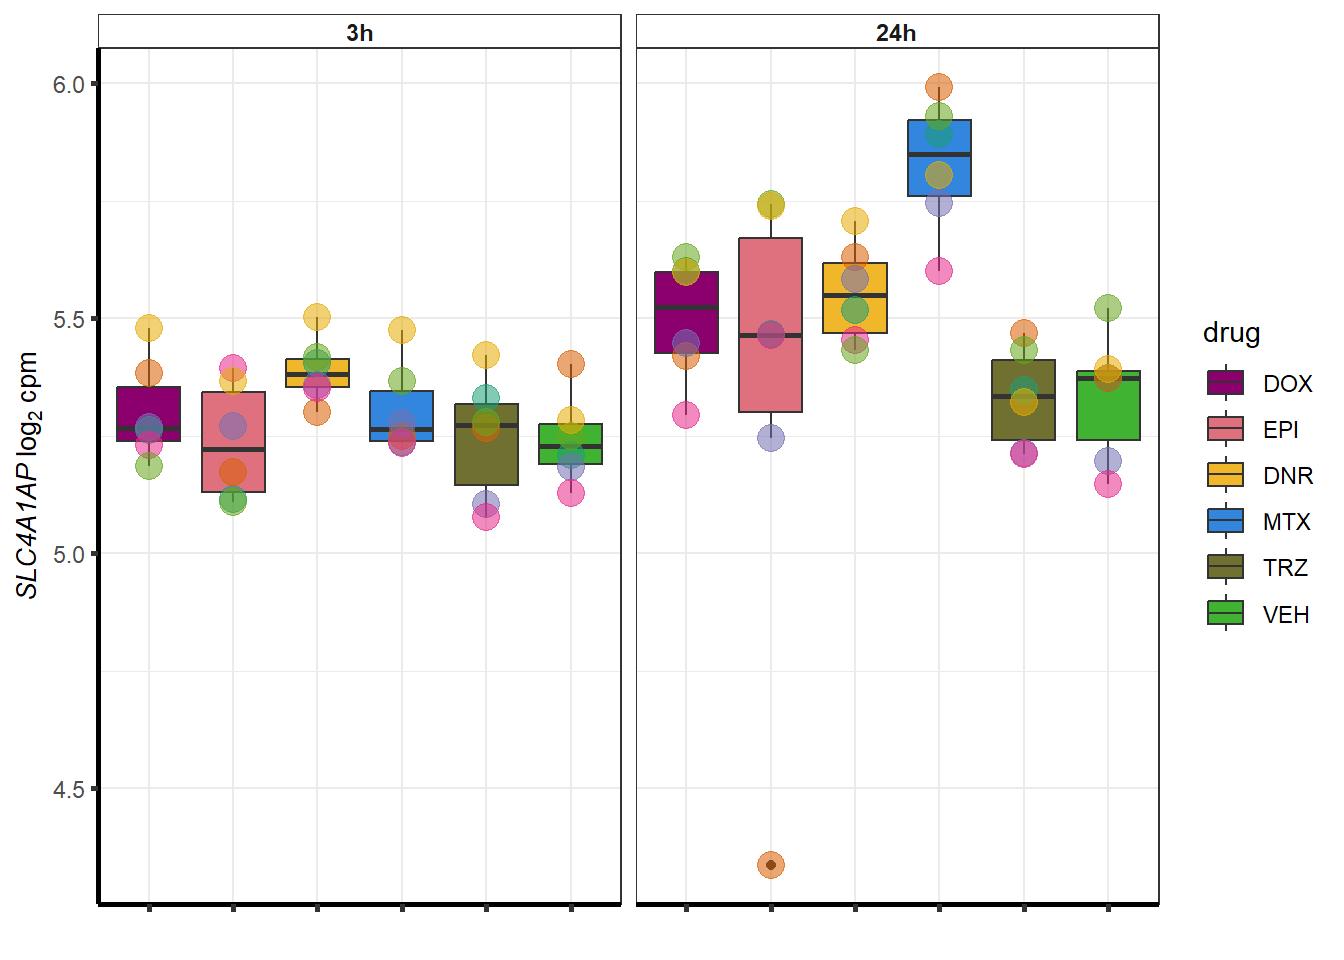 3h
24h
6.0
5.5
5.0
4.5
SLC4A1AP log2 cpm
drug
DOX
EPI
DNR
MTX
TRZ
VEH